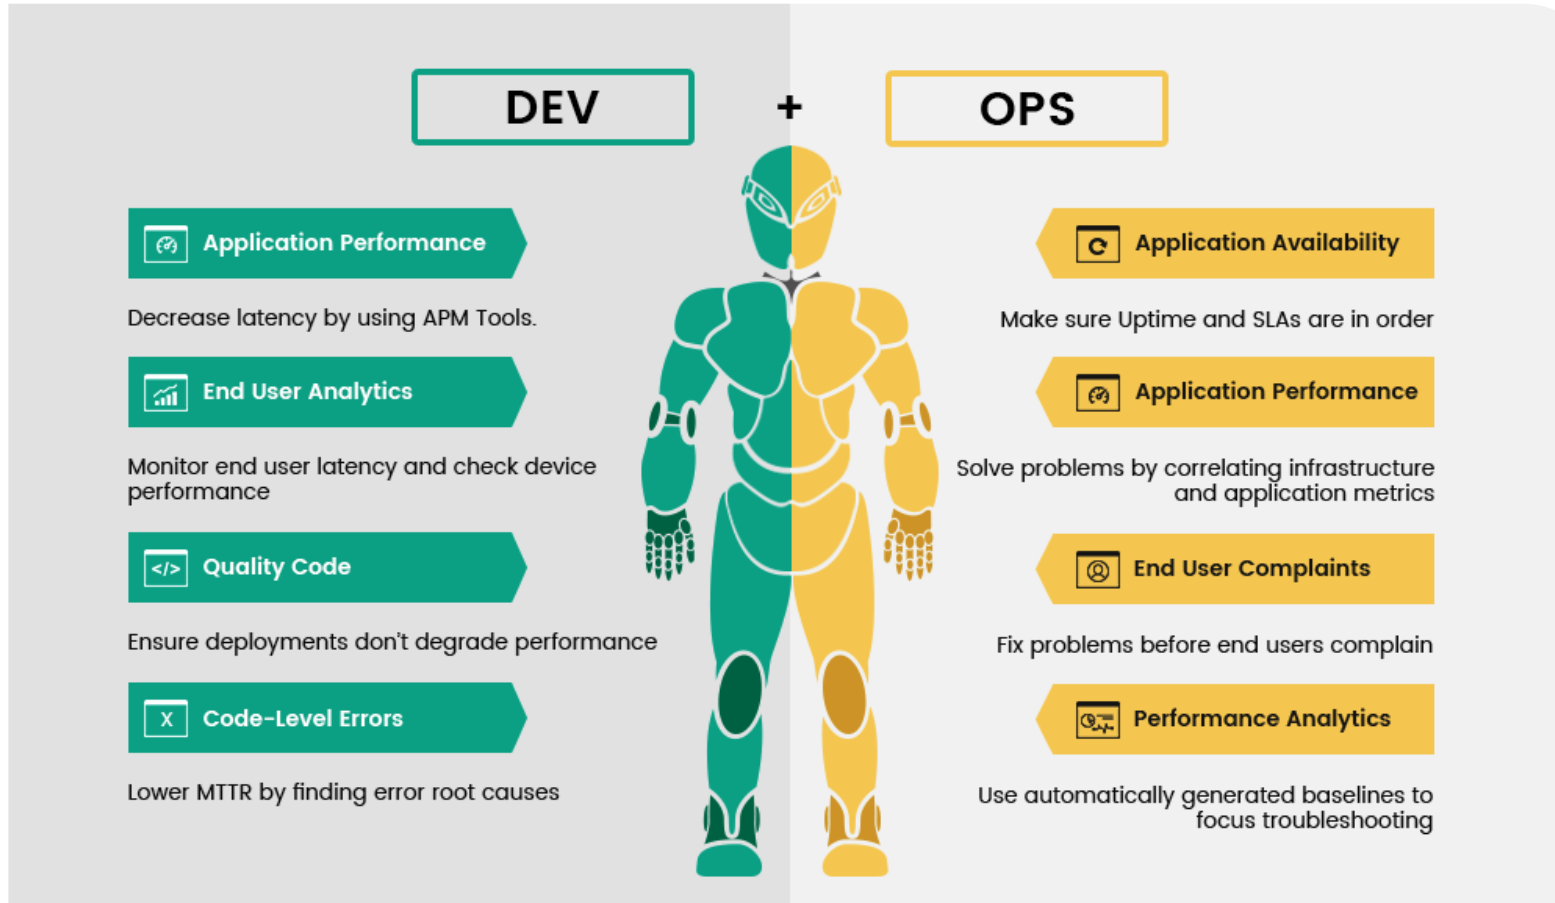 DEV
+
OPS
Application Performance
Decrease latency by using APM Tools.
End User Analytics
Monitor end user latency and check device
performance
</>
Quality Code
Ensure deployments don't degrade performance
X
Code-Level Errors
Lower MTTR by finding error root causes
Application Availability
Make sure Uptime and SLAs are in order
Application Performance
Solve problems by correlating infrastructure
and application metrics
End User Complaints
Fix problems before end users complain
Performance Analytics
Use automatically generated baselines to
focus troubleshooting